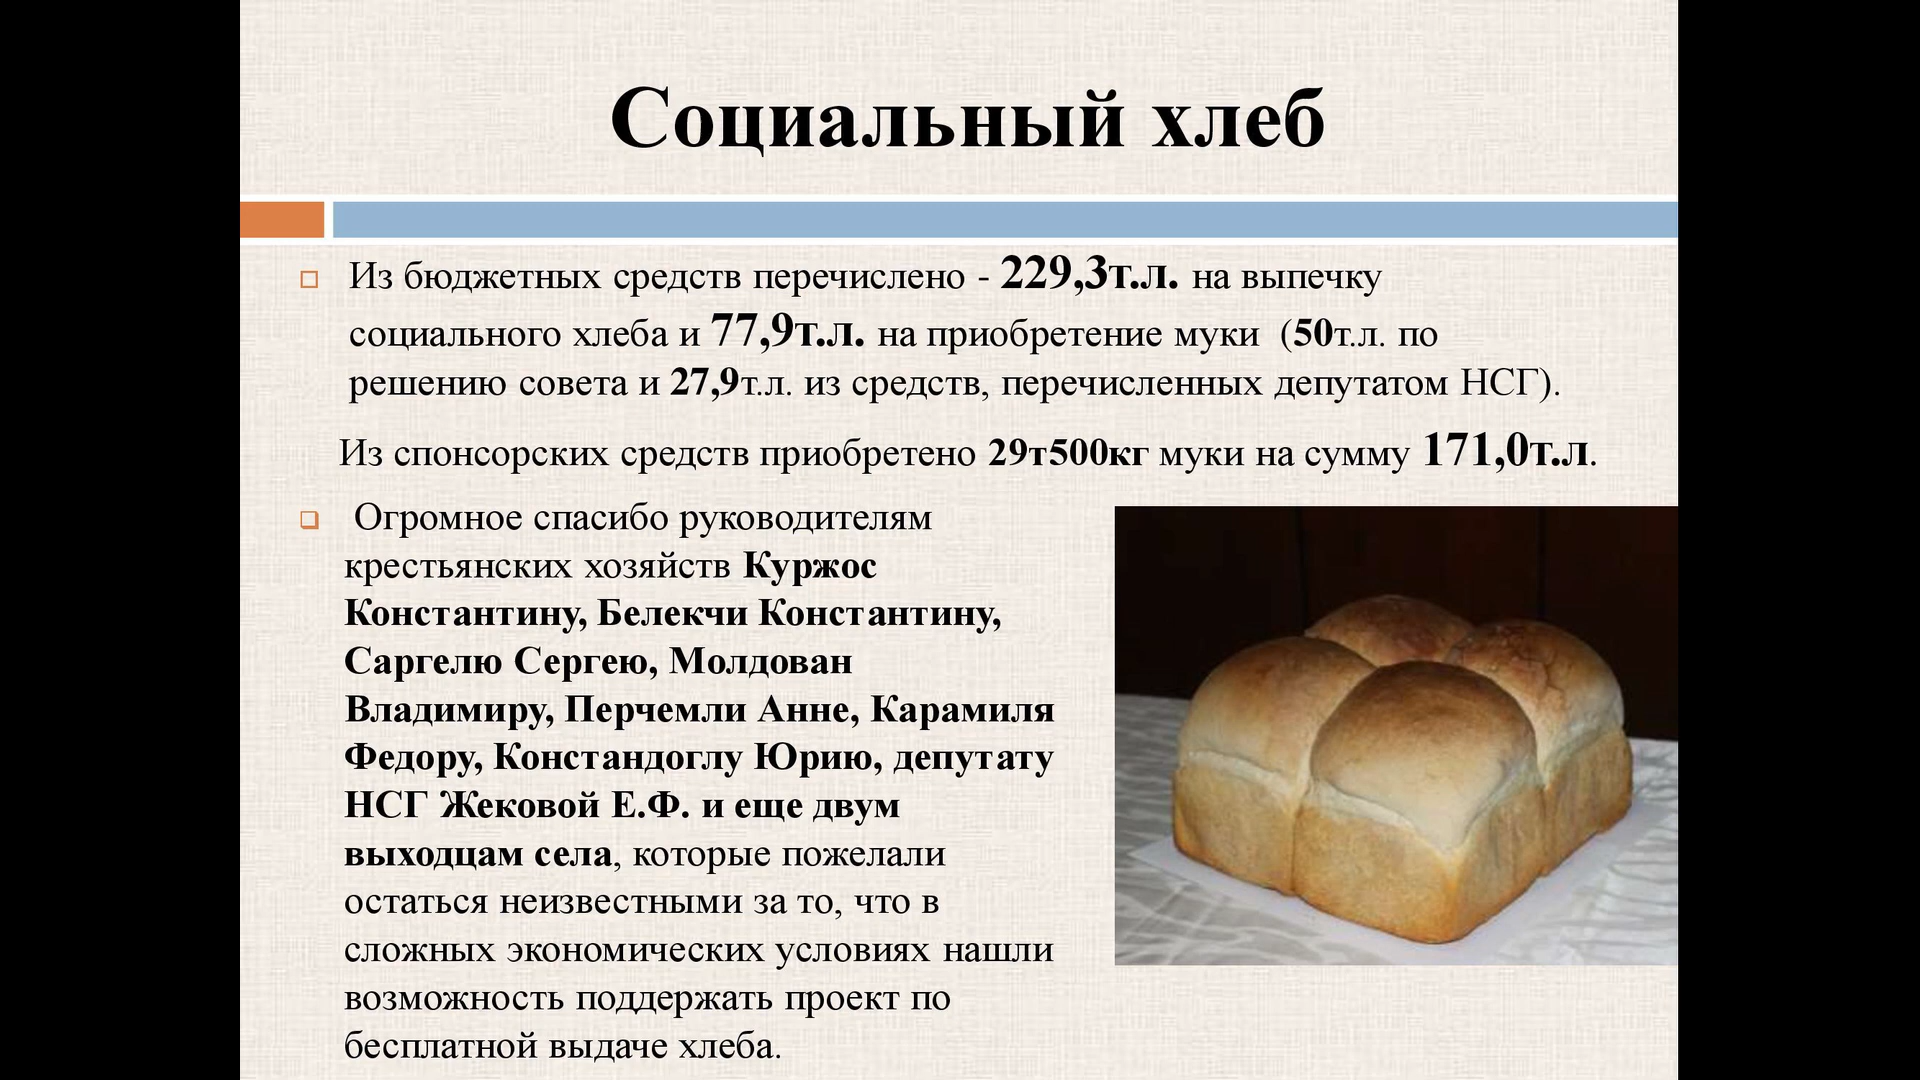 Социальный хлеб
Из бюджетных средств перечислено - 229,3т.л. на выпечку
социального хлеба и 77,9т.л. на приобретение муки (50т.л. по
решению совета и 27,9т.л. из средств, перечисленных депутатом НСГ).
Из спонсорских средств приобретено 29т500кг муки на сумму 171,0т.л.
Огромное спасибо руководителям
крестьянских хозяйств Куржос
Константину, Белекчи Константину,
Саргелю Сергею, Молдован
Владимиру, Перчемли Анне, Карамиля
Федору, Константоглу Юрию, депутату
НСГ Жековой Е.Ф. и еще двум
выходцам села, которые пожелали
остаться неизвестными за то, что в
сложных экономических условиях нашли
возможность поддержать проект по
бесплатной выдаче хлеба.